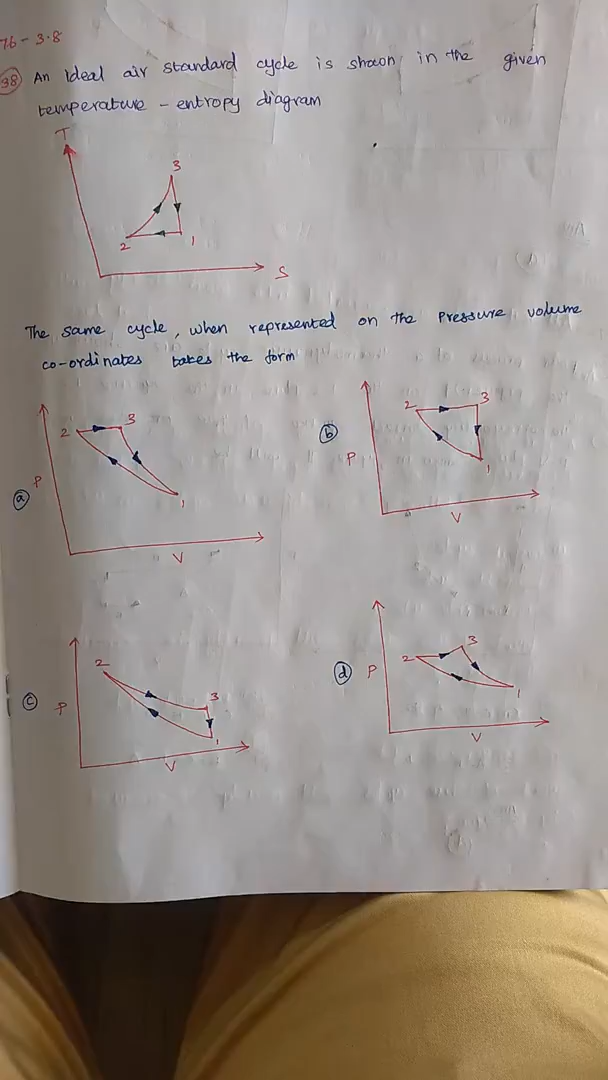 76-3.8
38 An Ideal air standard cycle is shown in the given
temperature - entropy diagram
T
3
2
1
S
The same cycle, when represented on the pressure volume
co-ordinates takes the form
2
3
P
1
V
(a)
(b)
2
3
P
1
V
(c)
2
P
3
1
V
(d)
P
2
3
1
V